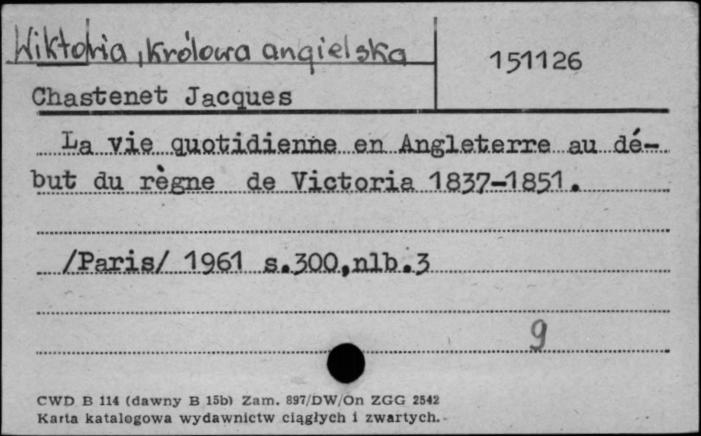 Wiktoria, królowa angielska
151126
Chastenet Jacques
La vie quotidienne en Angleterre au dé-
but du règne de Victoria 1837-1851.
/Paris/ 1961 s.300,nlb.3
9
CWD B 114 (dawny B 15b) Zam. 897/DW/On ZGG 2542
Karta katalogowa wydawnictw ciągłych i zwartych.